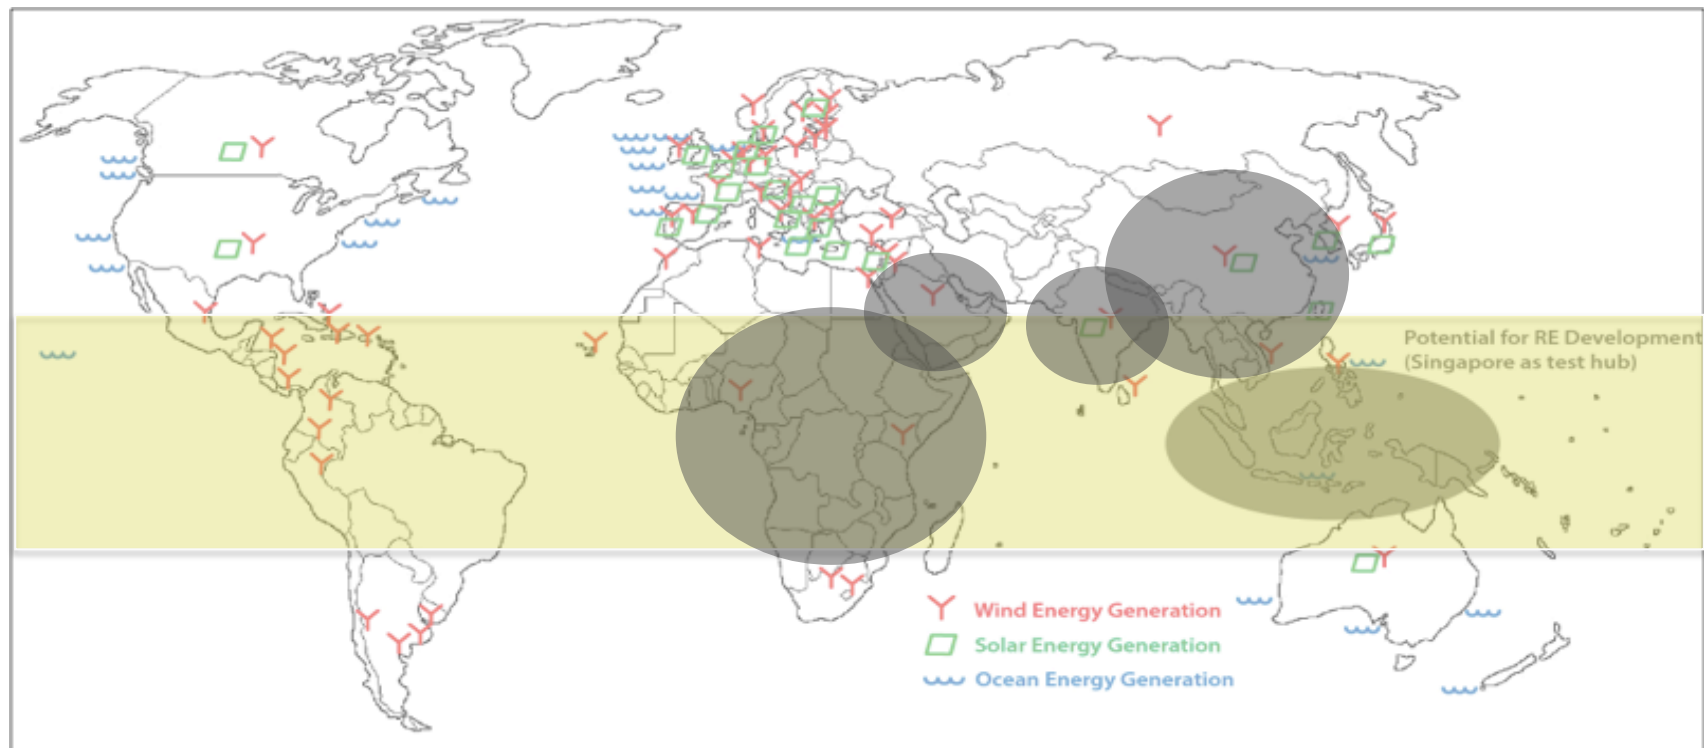 Potential for RE Development
(Singapore as test hub)
Wind Energy Generation
Solar Energy Generation
Ocean Energy Generation